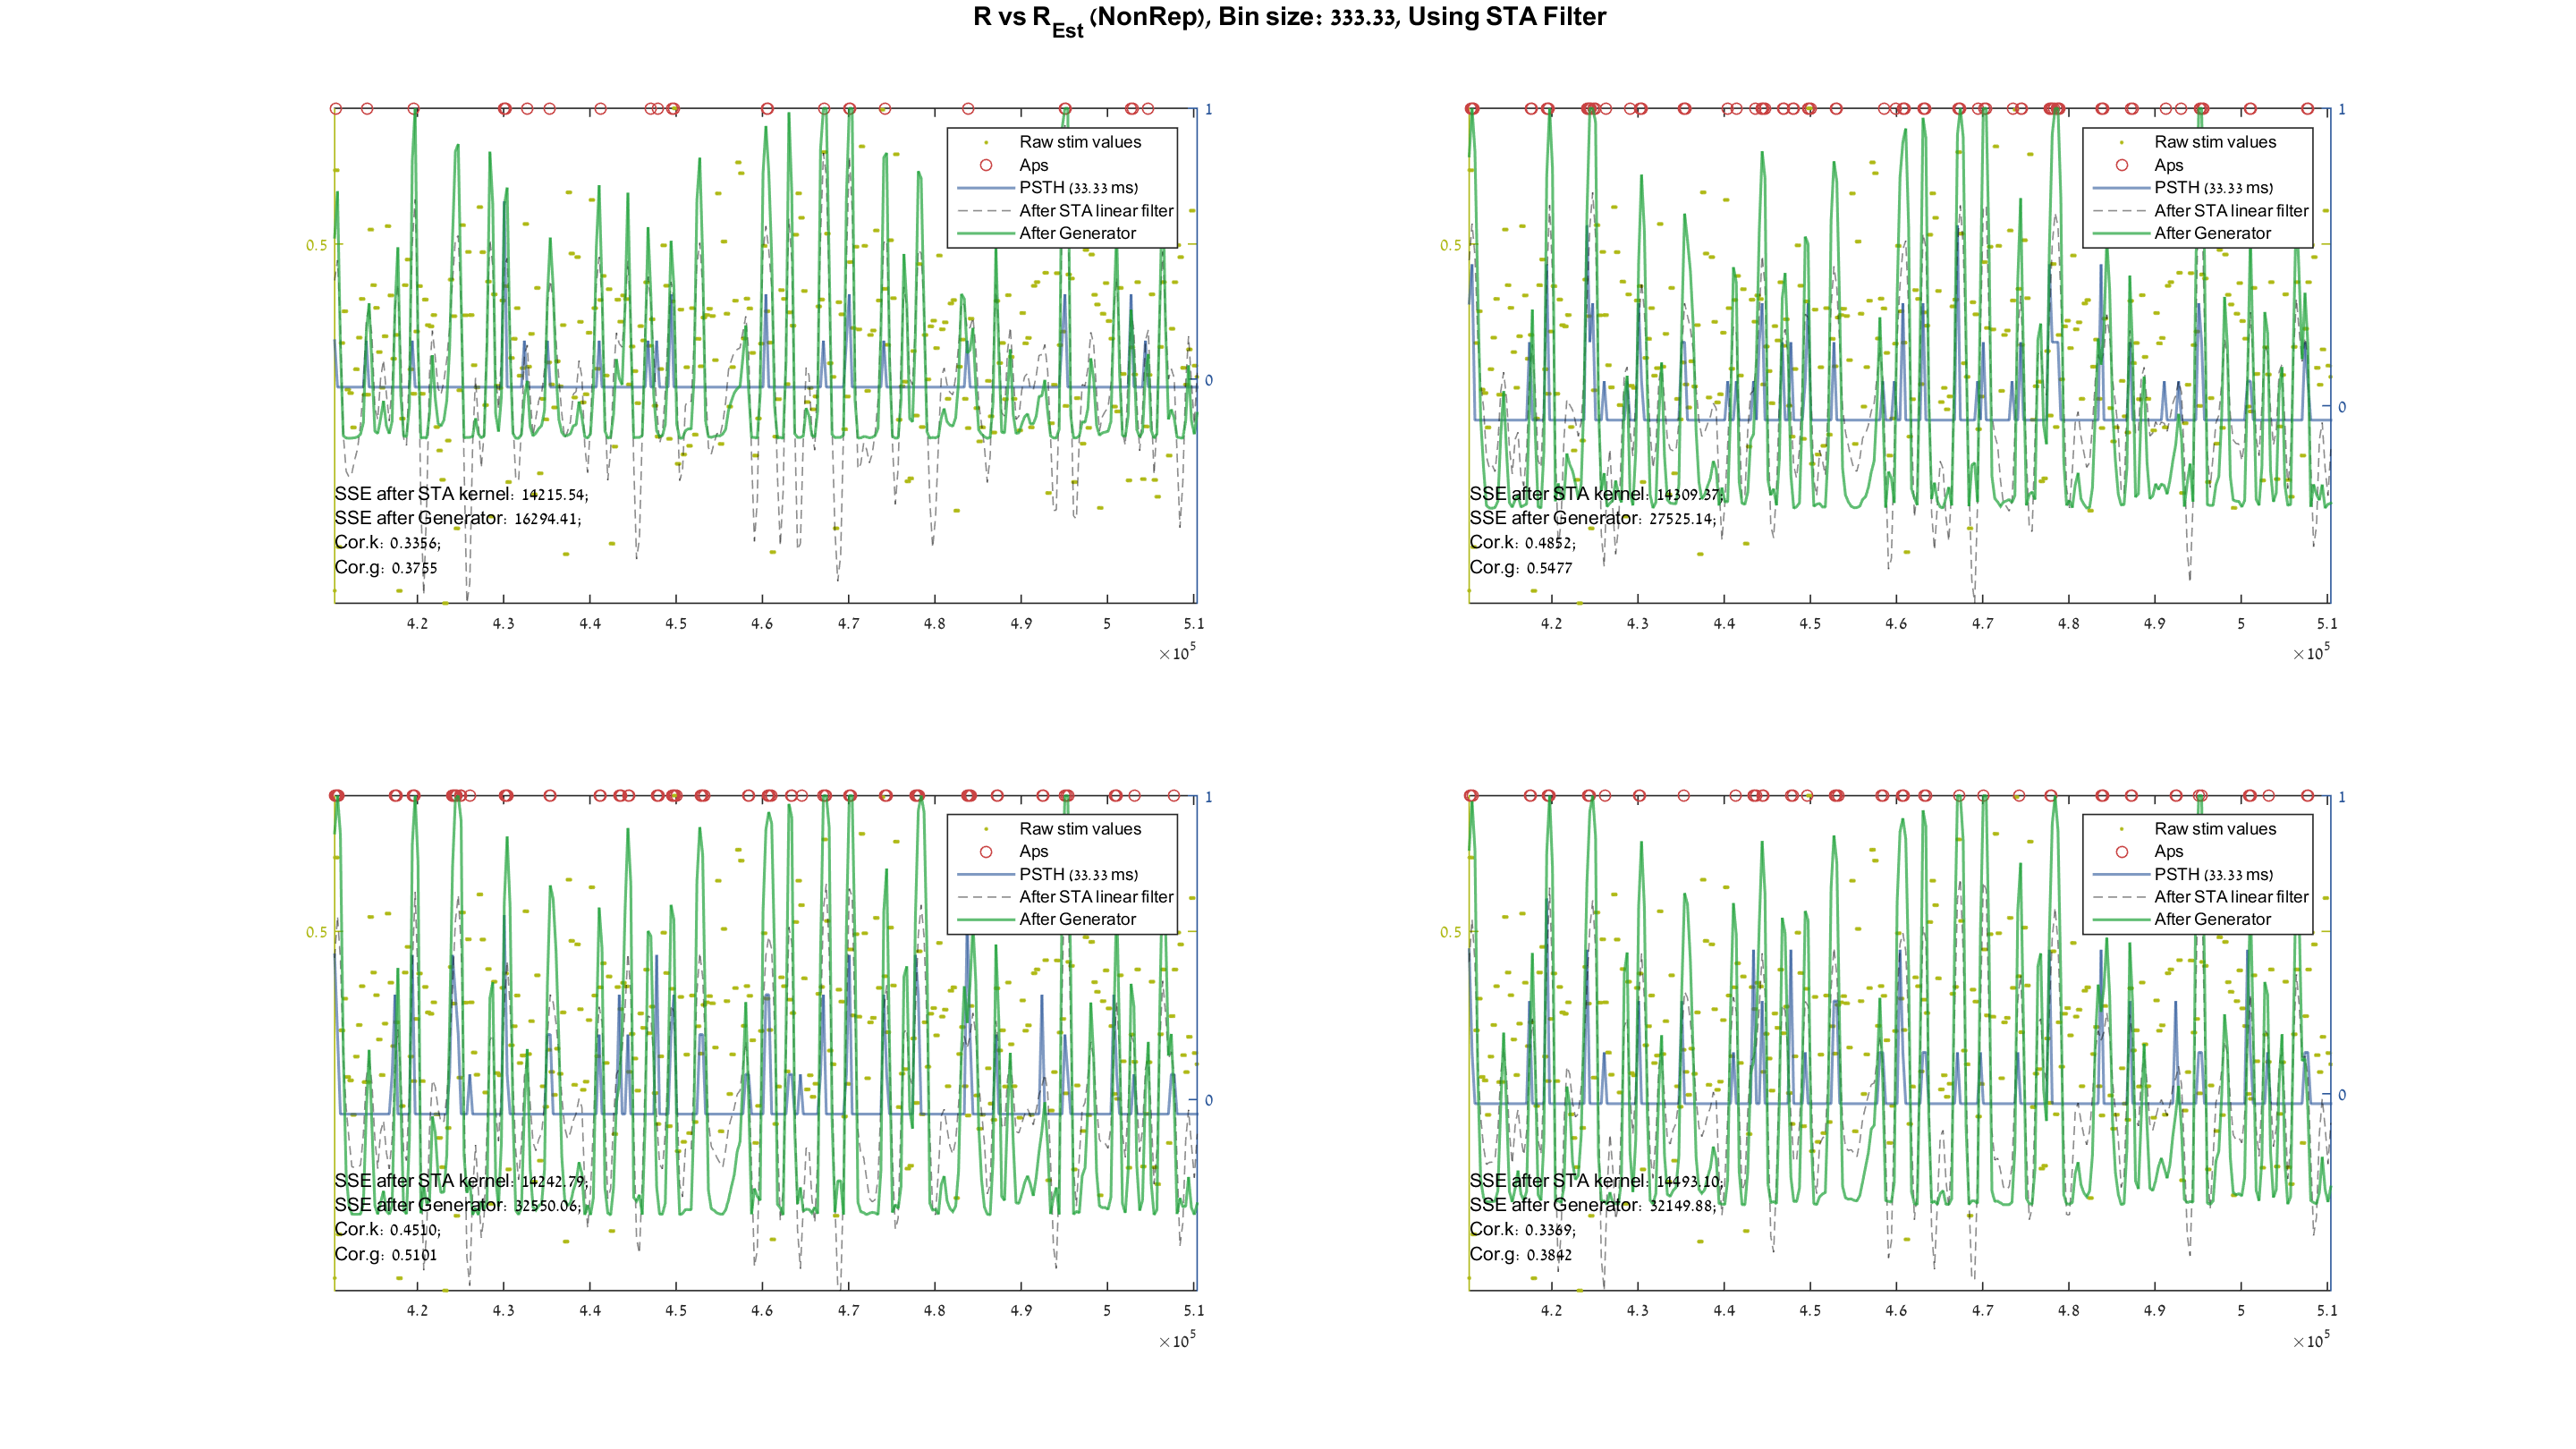 R vs R_Est (NonRep), Bin size: 333.33, Using STA Filter
1
0.5
0
Raw stim values
Aps
PSTH (33.33 ms)
After STA linear filter
After Generator
SSE after STA kernel: 14215.54;
SSE after Generator: 16294.41;
Cor.k: 0.3356;
Cor.g: 0.3755
4.2 4.3 4.4 4.5 4.6 4.7 4.8 4.9 5 5.1
×10^5
1
0.5
0
Raw stim values
Aps
PSTH (33.33 ms)
After STA linear filter
After Generator
SSE after STA kernel: 14309.37;
SSE after Generator: 27525.14;
Cor.k: 0.4852;
Cor.g: 0.5477
4.2 4.3 4.4 4.5 4.6 4.7 4.8 4.9 5 5.1
×10^5
1
0.5
0
Raw stim values
Aps
PSTH (33.33 ms)
After STA linear filter
After Generator
SSE after STA kernel: 14242.79;
SSE after Generator: 32550.06;
Cor.k: 0.4510;
Cor.g: 0.5101
4.2 4.3 4.4 4.5 4.6 4.7 4.8 4.9 5 5.1
×10^5
1
0.5
0
Raw stim values
Aps
PSTH (33.33 ms)
After STA linear filter
After Generator
SSE after STA kernel: 14493.10;
SSE after Generator: 32149.88;
Cor.k: 0.3369;
Cor.g: 0.3842
4.2 4.3 4.4 4.5 4.6 4.7 4.8 4.9 5 5.1
×10^5